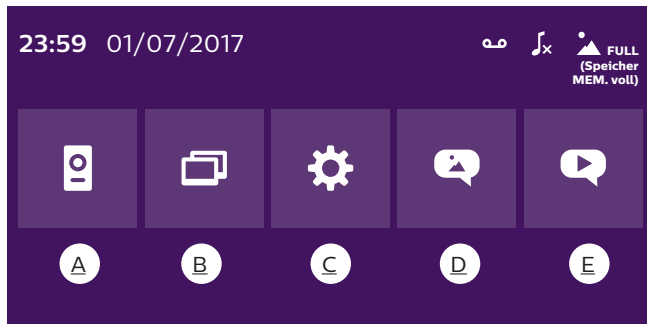 23:59 01/07/2017
FULL
(Speicher
MEM. voll)
A B C D E